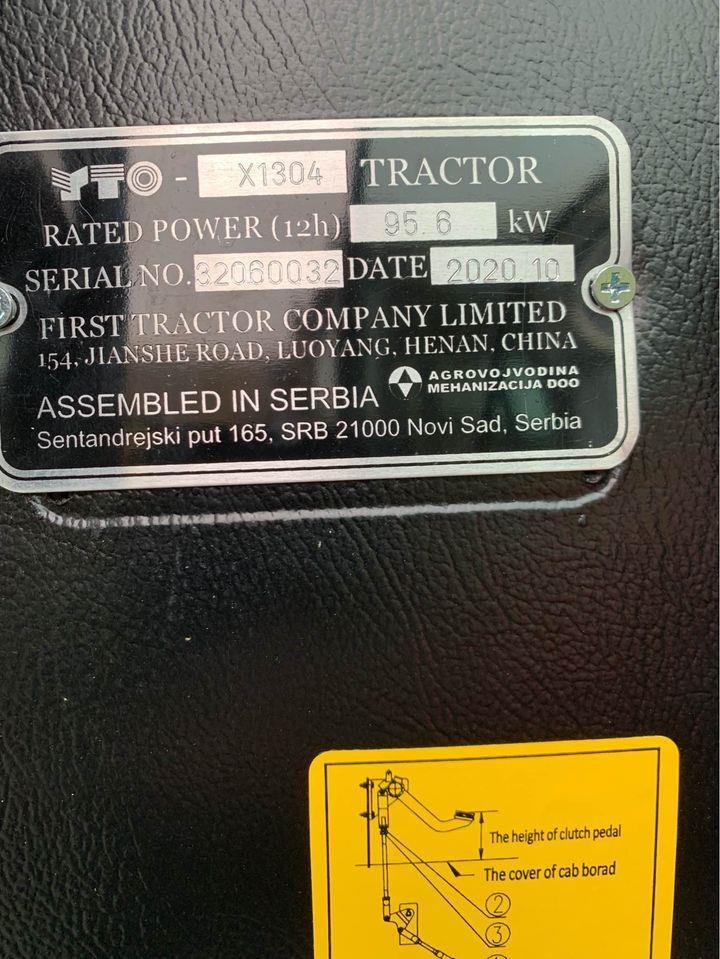 YTO - X1304 TRACTOR
RATED POWER (12h) 95.6 kW
SERIAL NO. 32060032 DATE 2020.10
FIRST TRACTOR COMPANY LIMITED
154, JIANSHE ROAD, LUOYANG, HENAN, CHINA
AGROVOJVODINA
MEHANIZACIJA DOO
ASSEMBLED IN SERBIA
Sentandrejski put 165, SRB 21000 Novi Sad, Serbia
The height of clutch pedal
The cover of cab borad
②
③